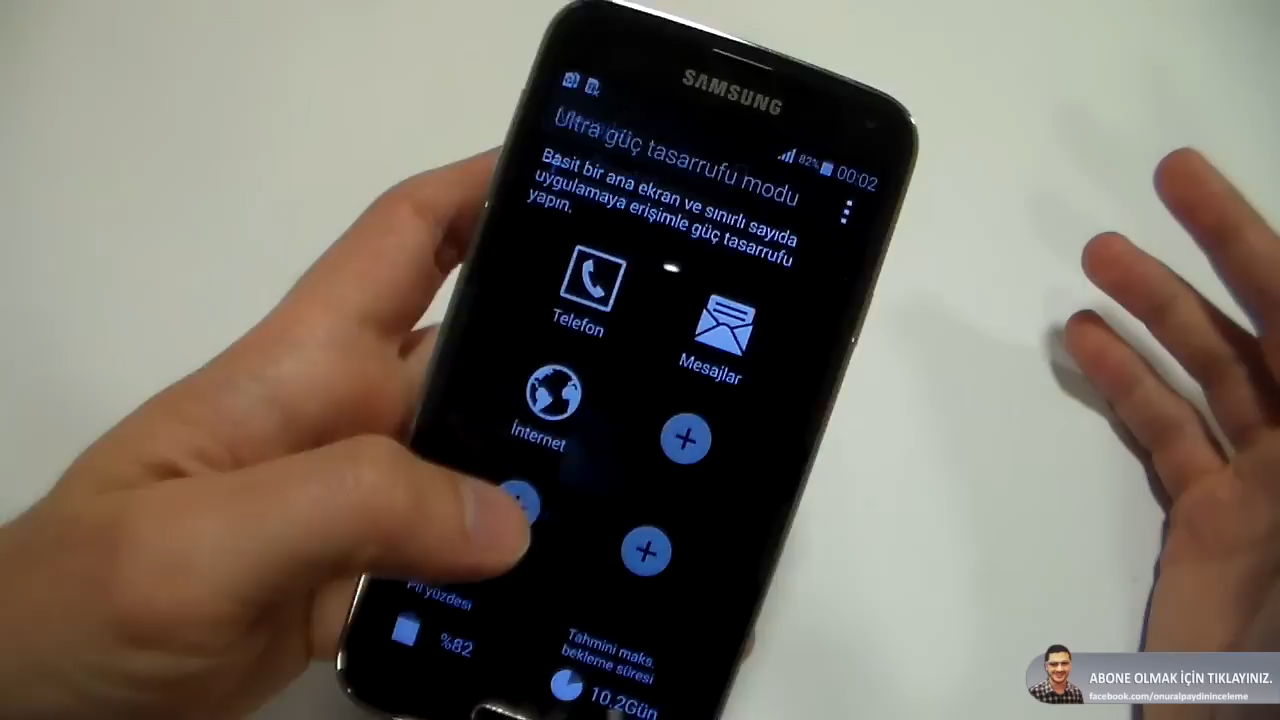 SAMSUNG
82% 00:02
Ultra güç tasarrufu modu
Basit bir ana ekran ve sınırlı sayıda
uygulamaya erişimle güç tasarrufu
yapın.
Telefon
Mesajlar
İnternet
Pil yüzdesi
%82
Tahmini maks.
bekleme süresi
10,2Gün
ABONE OLMAK İÇİN TIKLAYINIZ.
facebook.com/onuralpaydininceleme